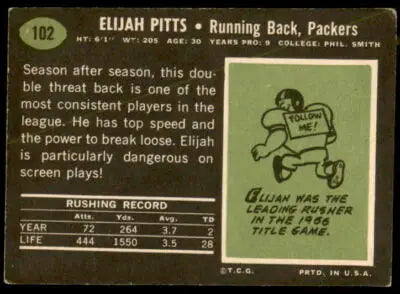 102
ELIJAH PITTS • Running Back, Packers
HT: 6'1" WT: 205 AGE: 30 YEARS PRO: 9 COLLEGE: PHIL. SMITH
Season after season, this dou-
ble threat back is one of the
most consistent players in the
league. He has top speed and
the power to break loose. Elijah
is particularly dangerous on
screen plays!
RUSHING RECORD
Atts. Yds. Avg. TD
YEAR 72 264 3.7 2
LIFE 444 1550 3.5 28
FOLLOW
ME!
ELIJAH WAS THE
LEADING RUSHER
IN THE 1966
TITLE GAME.
©T.C.G. PRTD. IN U.S.A.